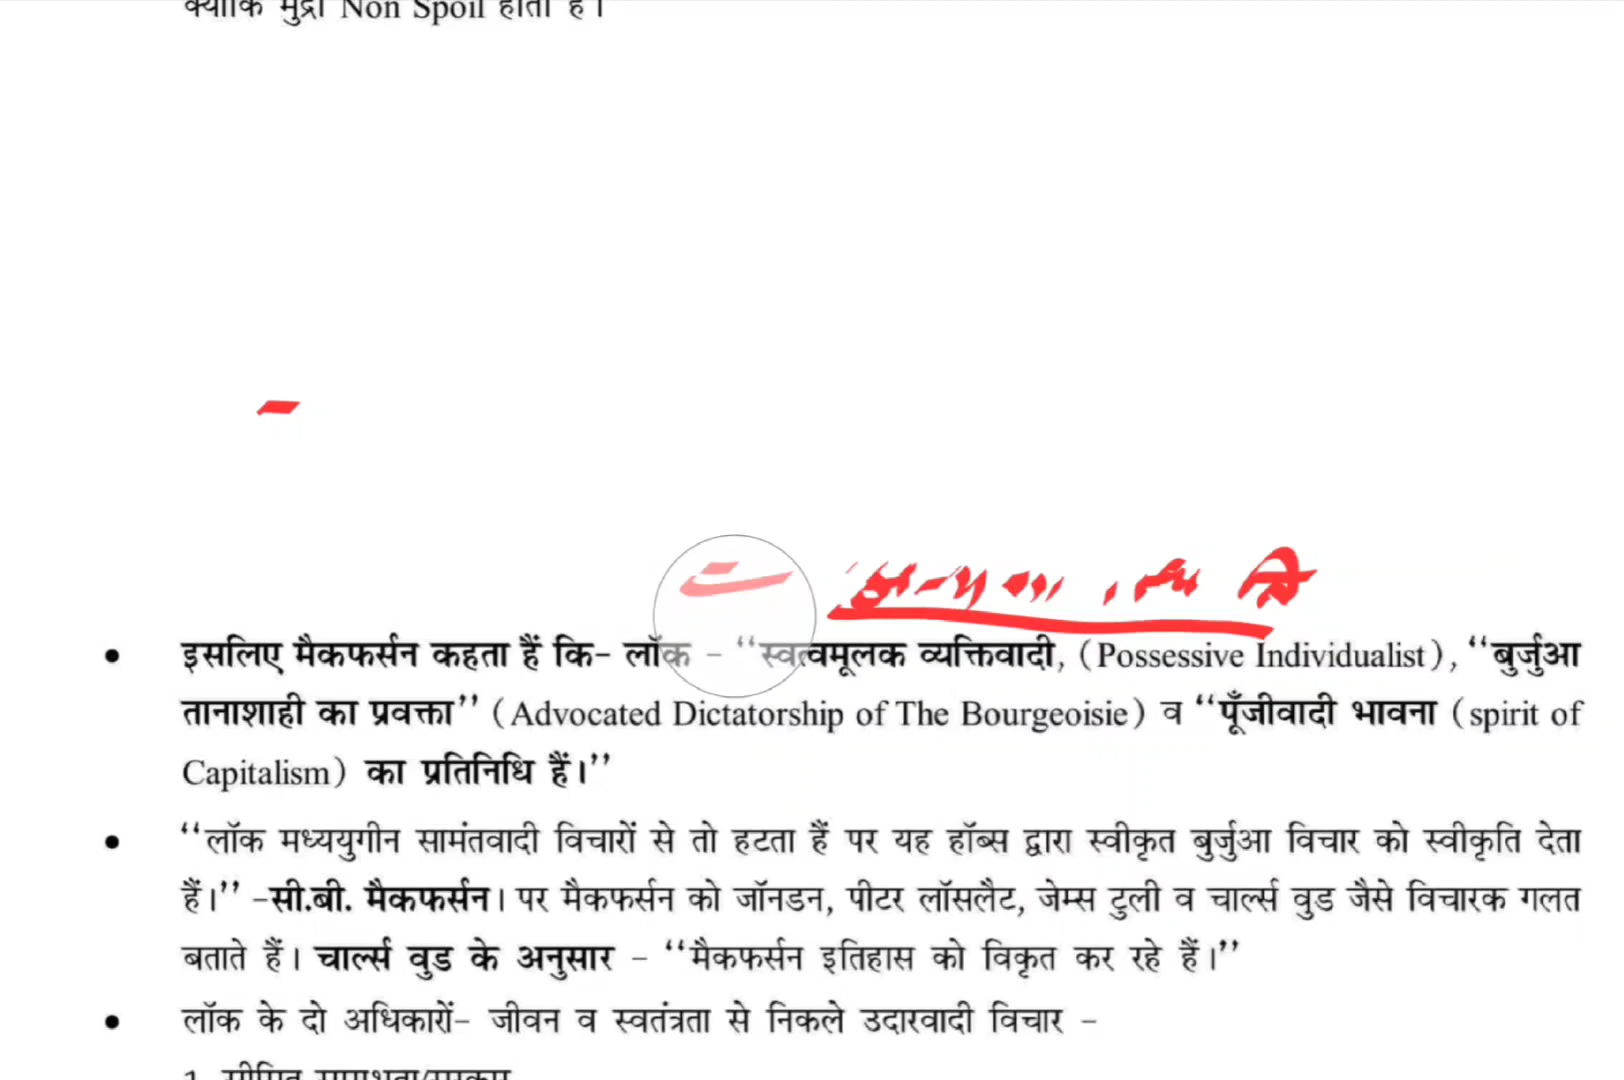 क्योंकि मुद्रा Non Spoil होती है।
• इसलिए मैकफर्सन कहता हैं कि- लॉक - ‘‘स्वत्वमूलक व्यक्तिवादी, (Possessive Individualist), ‘‘बुर्जुआ
तानाशाही का प्रवक्ता’’ (Advocated Dictatorship of The Bourgeoisie) व ‘‘पूँजीवादी भावना (spirit of
Capitalism) का प्रतिनिधि हैं।’’
• ‘‘लॉक मध्ययुगीन सामंतवादी विचारों से तो हटता हैं पर यह हॉब्स द्वारा स्वीकृत बुर्जुआ विचार को स्वीकृति देता
हैं।’’ -सी.बी. मैकफर्सन। पर मैकफर्सन को जॉनडन, पीटर लॉसलैट, जेम्स टुली व चार्ल्स वुड जैसे विचारक गलत
बताते हैं। चार्ल्स वुड के अनुसार - ‘‘मैकफर्सन इतिहास को विकृत कर रहे हैं।’’
• लॉक के दो अधिकारों- जीवन व स्वतंत्रता से निकले उदारवादी विचार -
1.